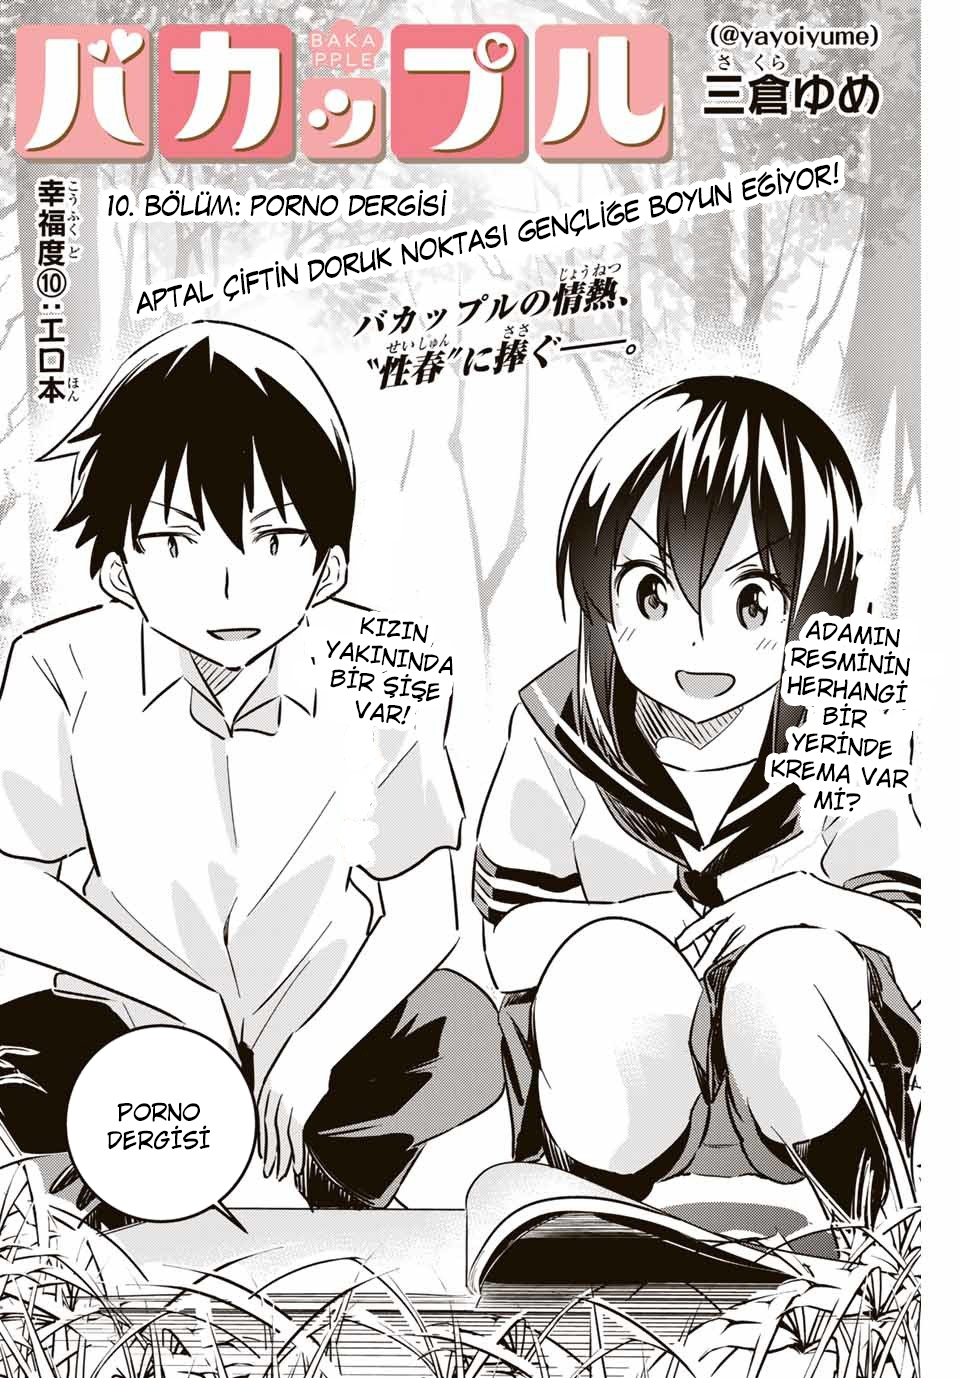 バカップル
BAKA
PPLE
(@yayoiyume)
さくら
三倉ゆめ
こうふくど
幸福度⑩:エロ本
ほん
10. BÖLÜM: PORNO DERGİSİ
APTAL ÇİFTİN DORUK NOKTASI GENÇLİĞE BOYUN EĞİYOR!
じょうねつ
バカップルの情熱、
せいしゅん ささ
“性春”に捧ぐ――。
ADAMIN
RESMİNİN
HERHANGİ
BİR
YERİNDE
KREMA VAR
MI?
KIZIN
YAKININDA
BİR ŞİŞE
VAR!
PORNO
DERGİSİ